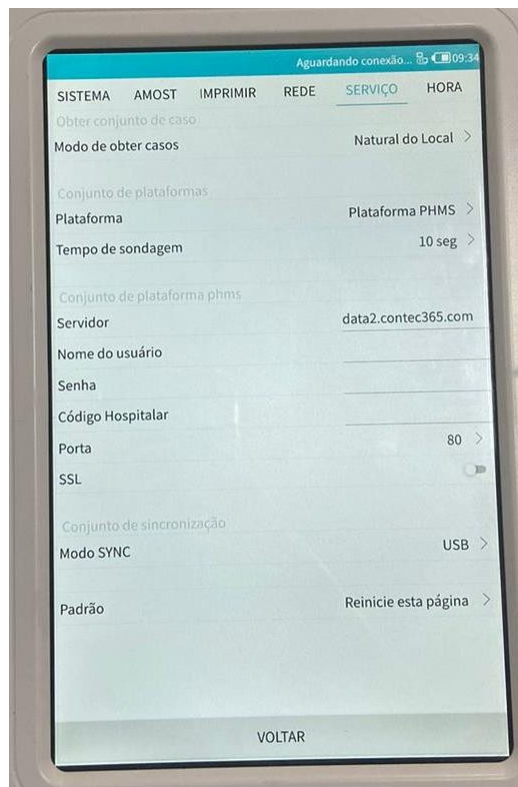 Aguardando conexão... 09:34
SISTEMA AMOST IMPRIMIR REDE SERVIÇO HORA
Obter conjunto de caso
Modo de obter casos Natural do Local >
Conjunto de plataformas
Plataforma Plataforma PHMS >
Tempo de sondagem 10 seg >
Conjunto de plataforma phms
Servidor data2.contec365.com
Nome do usuário
Senha
Código Hospitalar
Porta 80 >
SSL
Conjunto de sincronização
Modo SYNC USB >
Padrão Reinicie esta página >
VOLTAR